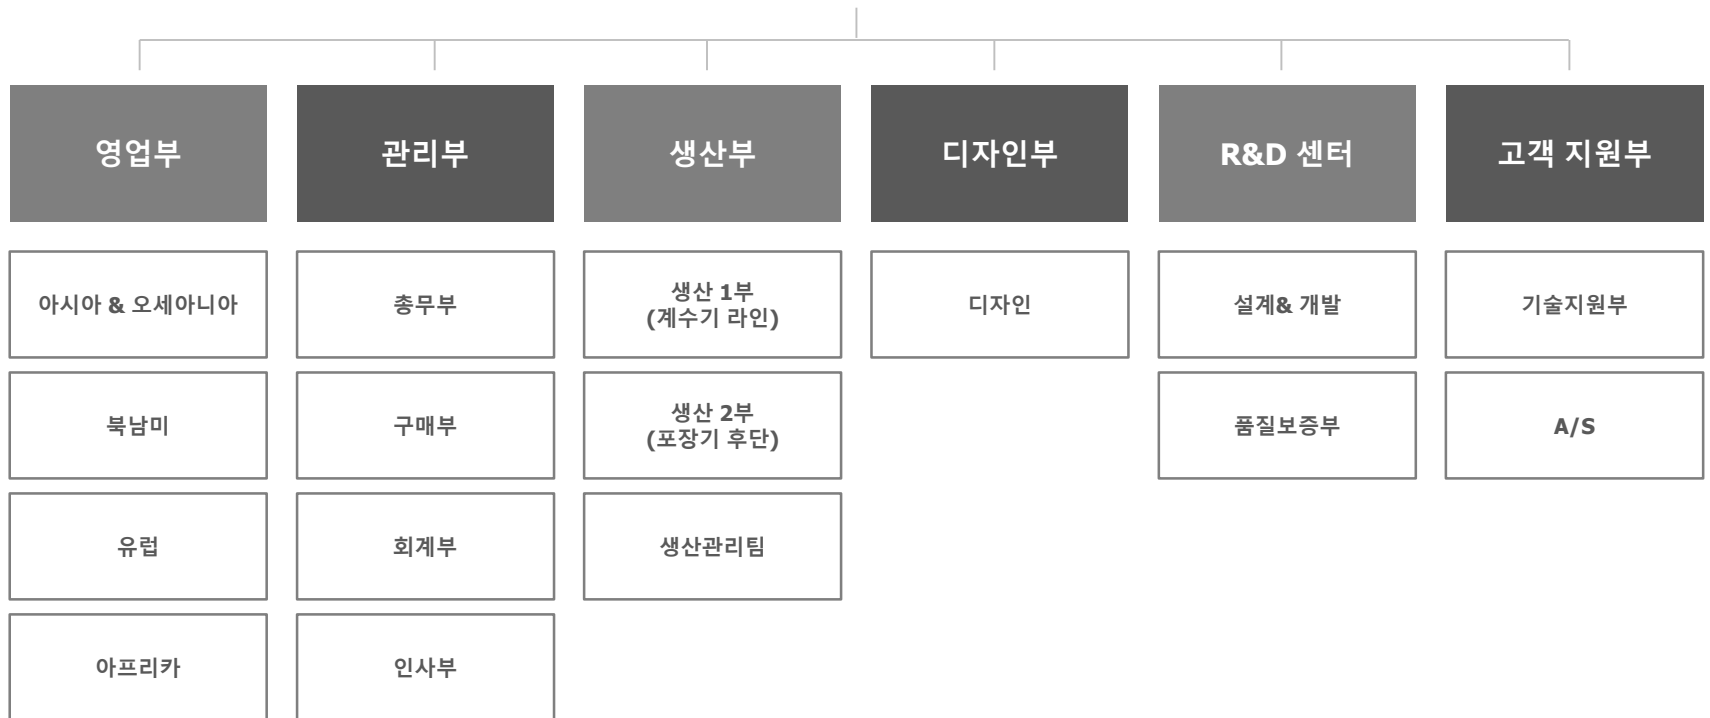 영업부
관리부
생산부
디자인부
R&D 센터
고객 지원부
아시아 & 오세아니아
총무부
생산 1부
(계수기 라인)
디자인
설계& 개발
기술지원부
북남미
구매부
생산 2부
(포장기 후단)
품질보증부
A/S
유럽
회계부
생산관리팀
아프리카
인사부